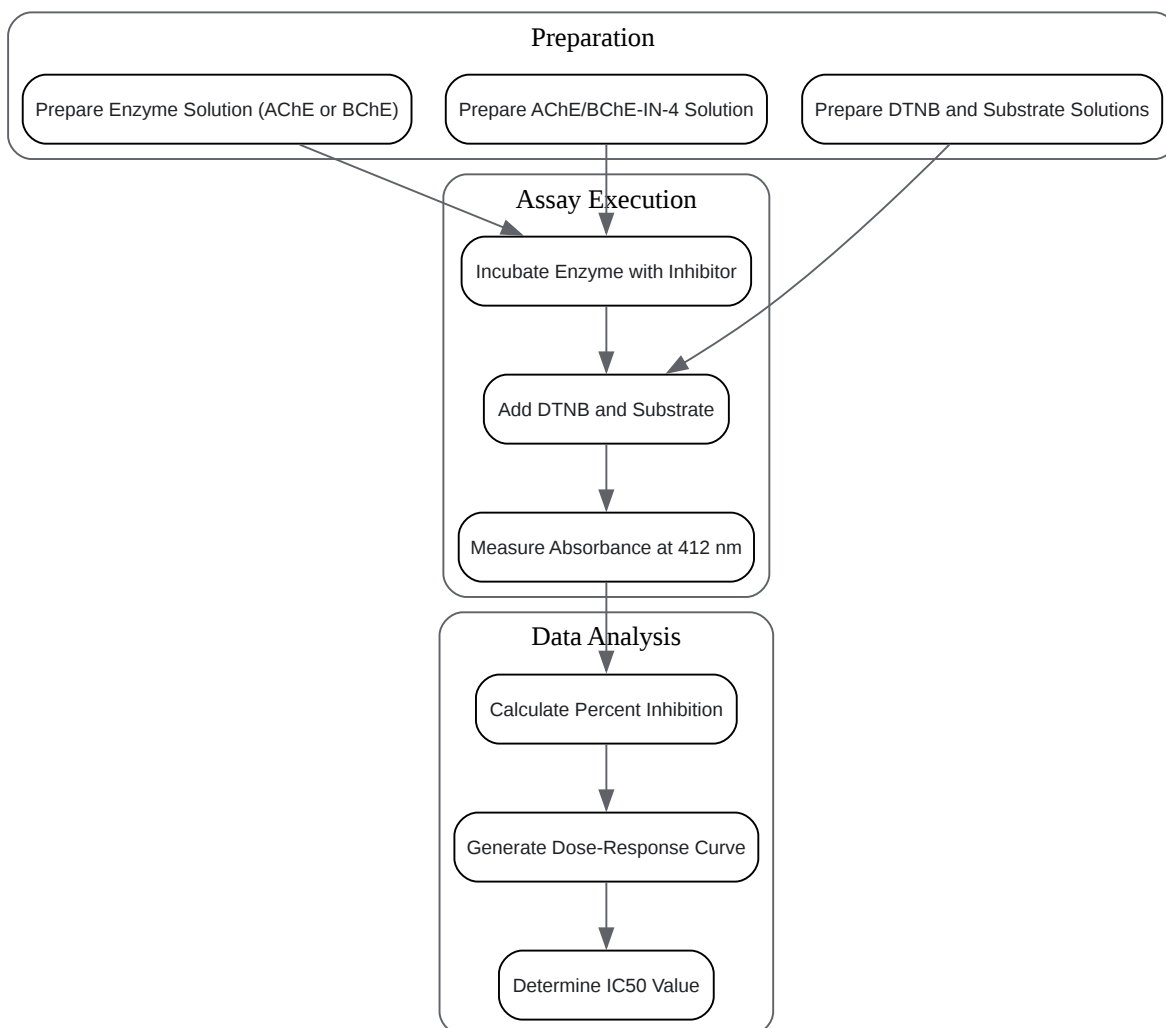 Preparation
Prepare Enzyme Solution (AChE or BChE)
Prepare AChE/BChE-IN-4 Solution
Prepare DTNB and Substrate Solutions
Assay Execution
Incubate Enzyme with Inhibitor
Add DTNB and Substrate
Measure Absorbance at 412 nm
Data Analysis
Calculate Percent Inhibition
Generate Dose-Response Curve
Determine IC50 Value